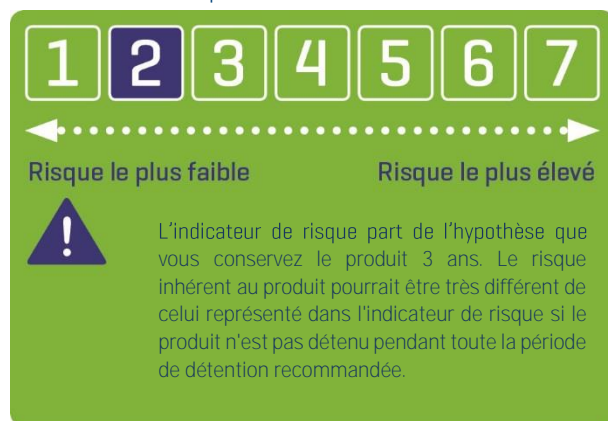 1 2 3 4 5 6 7
Risque le plus faible Risque le plus élevé
!
L'indicateur de risque part de l'hypothèse que
vous conservez le produit 3 ans. Le risque
inhérent au produit pourrait être très différent de
celui représenté dans l'indicateur de risque si le
produit n'est pas détenu pendant toute la période
de détention recommandée.